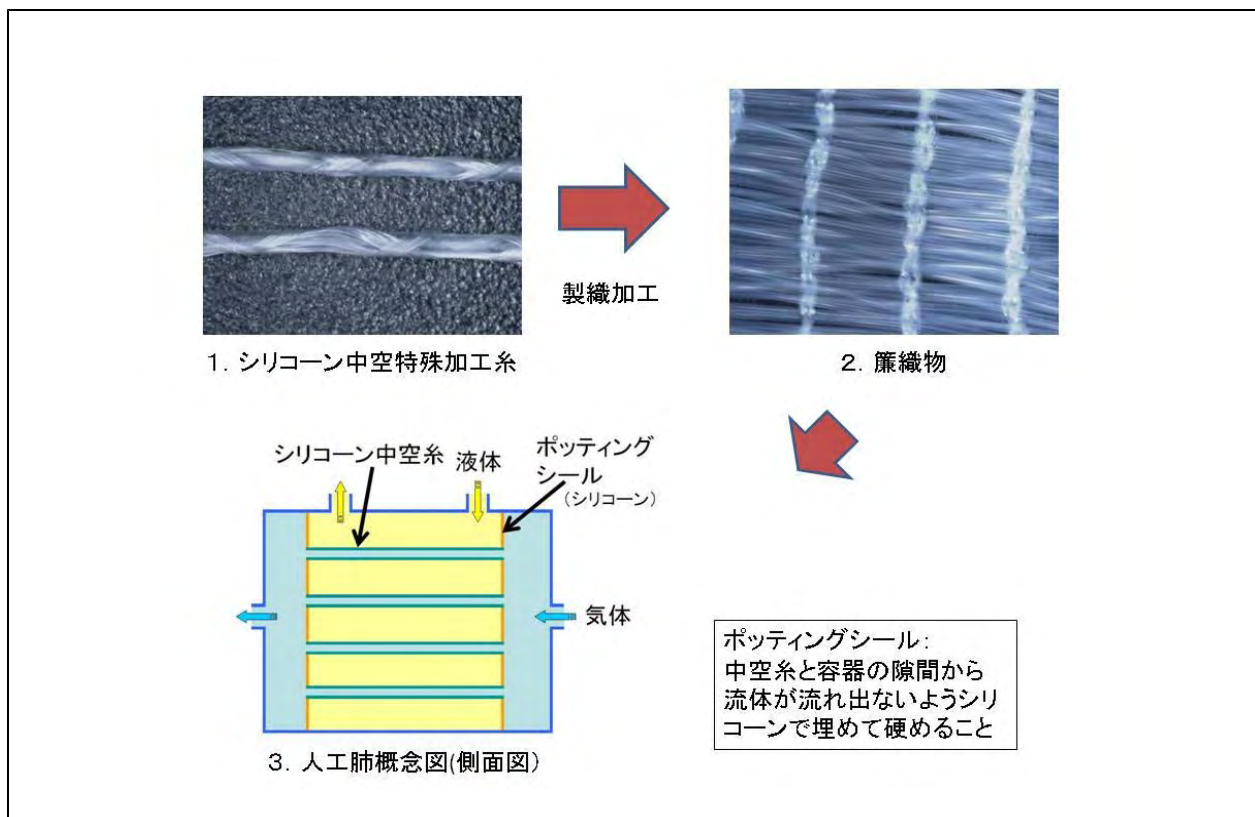 製織加工
1．シリコーン中空特殊加工糸
2．簾織物
シリコーン中空糸
液体
ポッティング
シール
（シリコーン）
気体
3．人工肺概念図(側面図）
ポッティングシール：
中空糸と容器の隙間から
流体が流れ出ないようシリ
コーンで埋めて硬めること